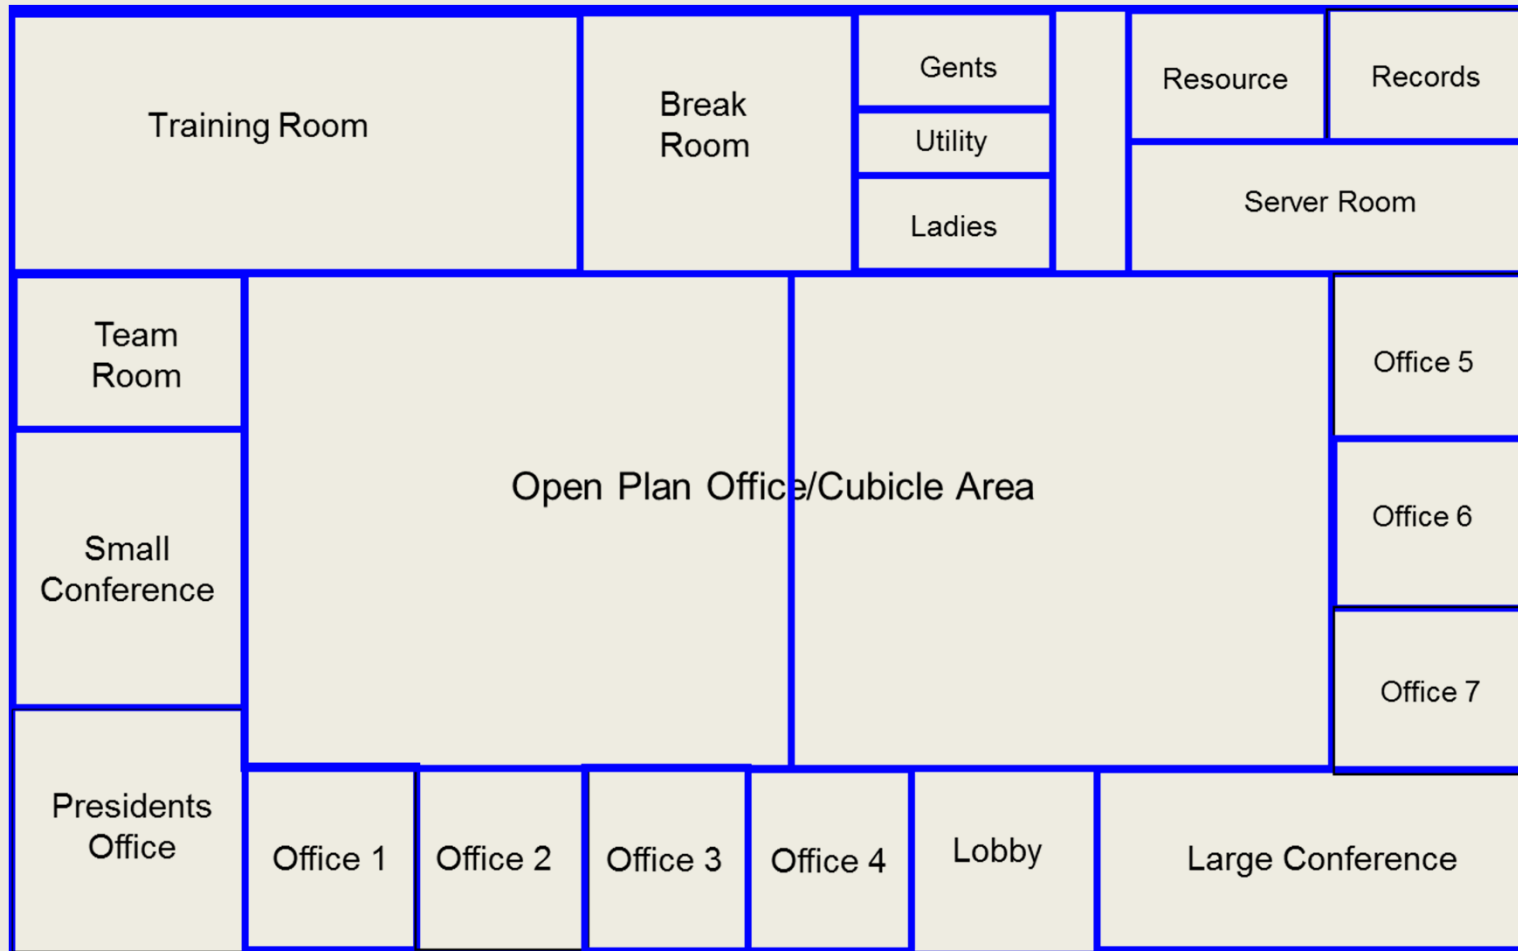 Training Room
Break
Room
Gents
Utility
Ladies
Resource
Records
Server Room
Team
Room
Small
Conference
Presidents
Office
Open Plan Office/Cubicle Area
Office 5
Office 6
Office 7
Office 1
Office 2
Office 3
Office 4
Lobby
Large Conference